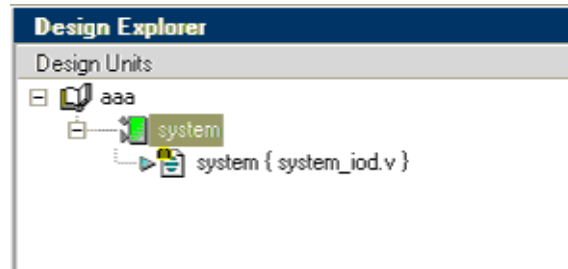 Design Explorer
Design Units
aaa
system
system { system_iod.v }